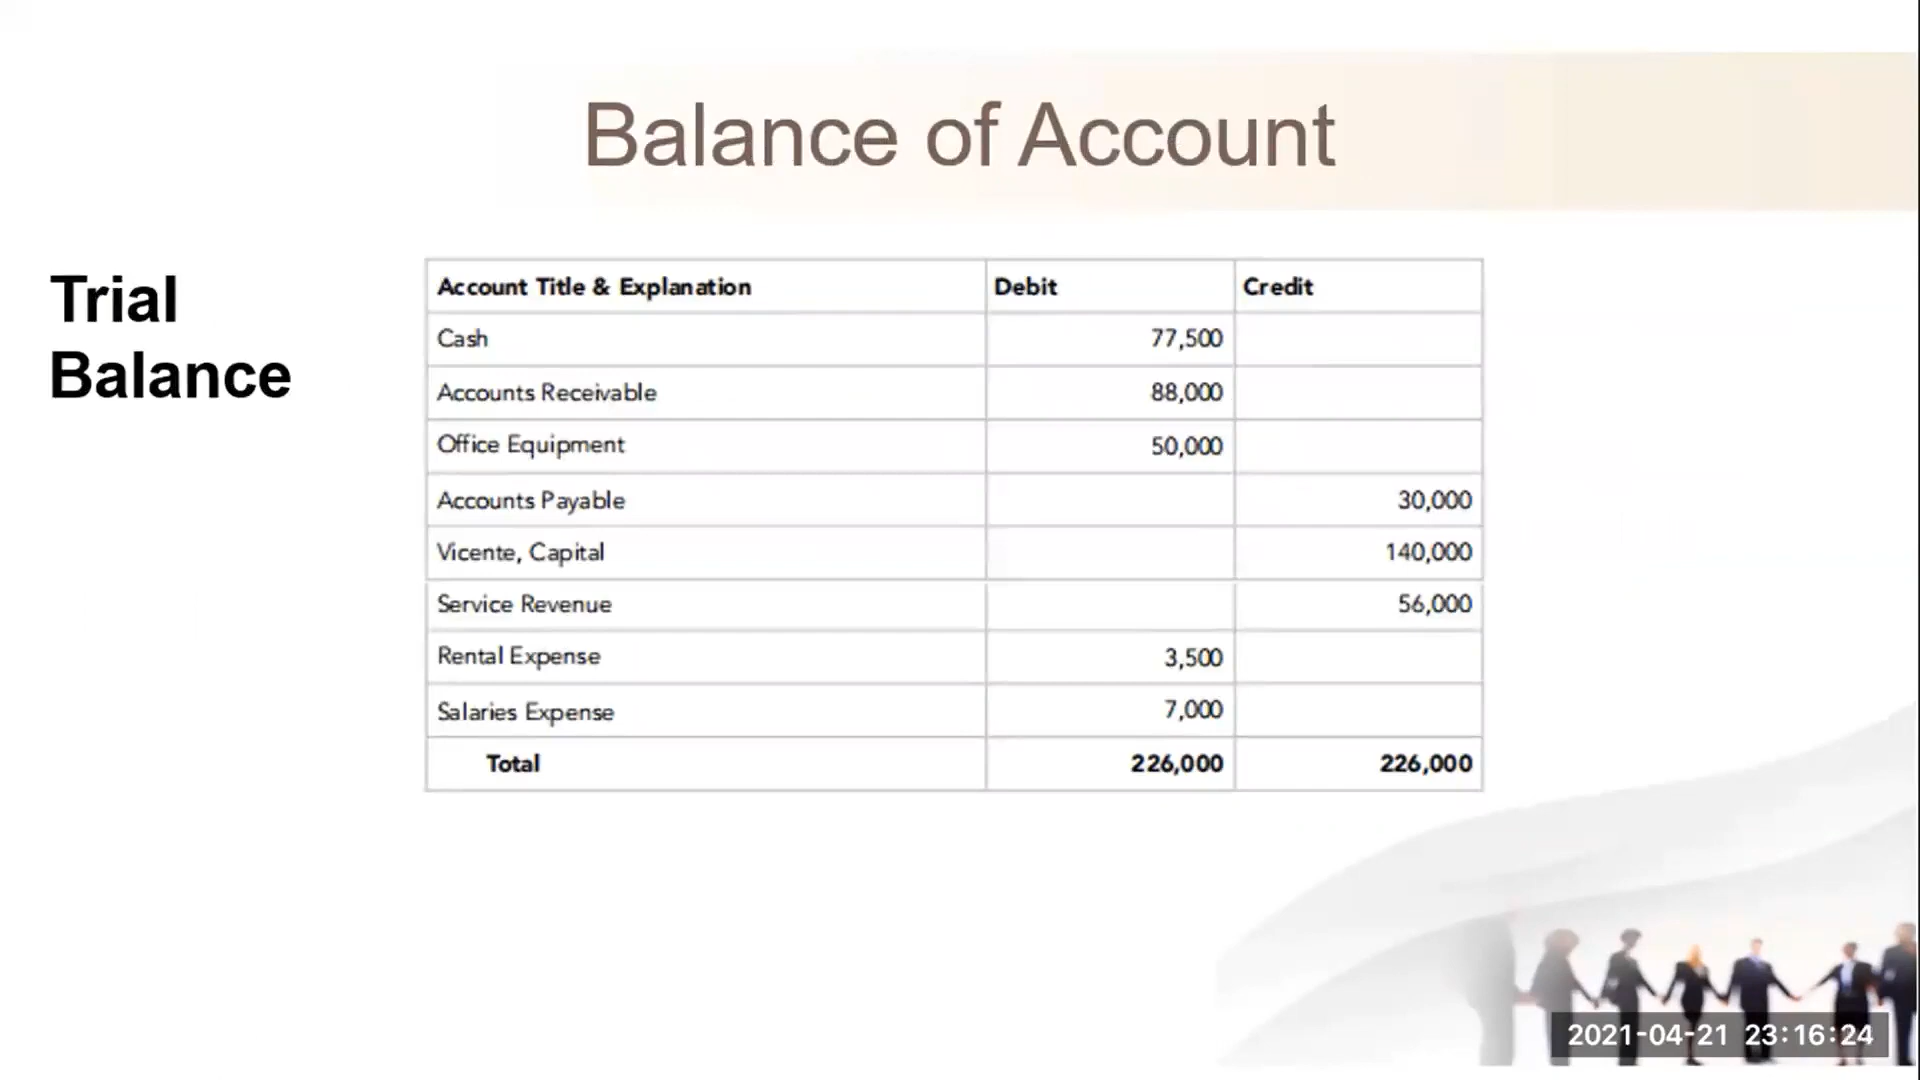 Balance of Account
Trial
Balance
Account Title & Explanation Debit Credit
Cash 77,500
Accounts Receivable 88,000
Office Equipment 50,000
Accounts Payable 30,000
Vicente, Capital 140,000
Service Revenue 56,000
Rental Expense 3,500
Salaries Expense 7,000
Total 226,000 226,000
2021-04-21 23:16:24